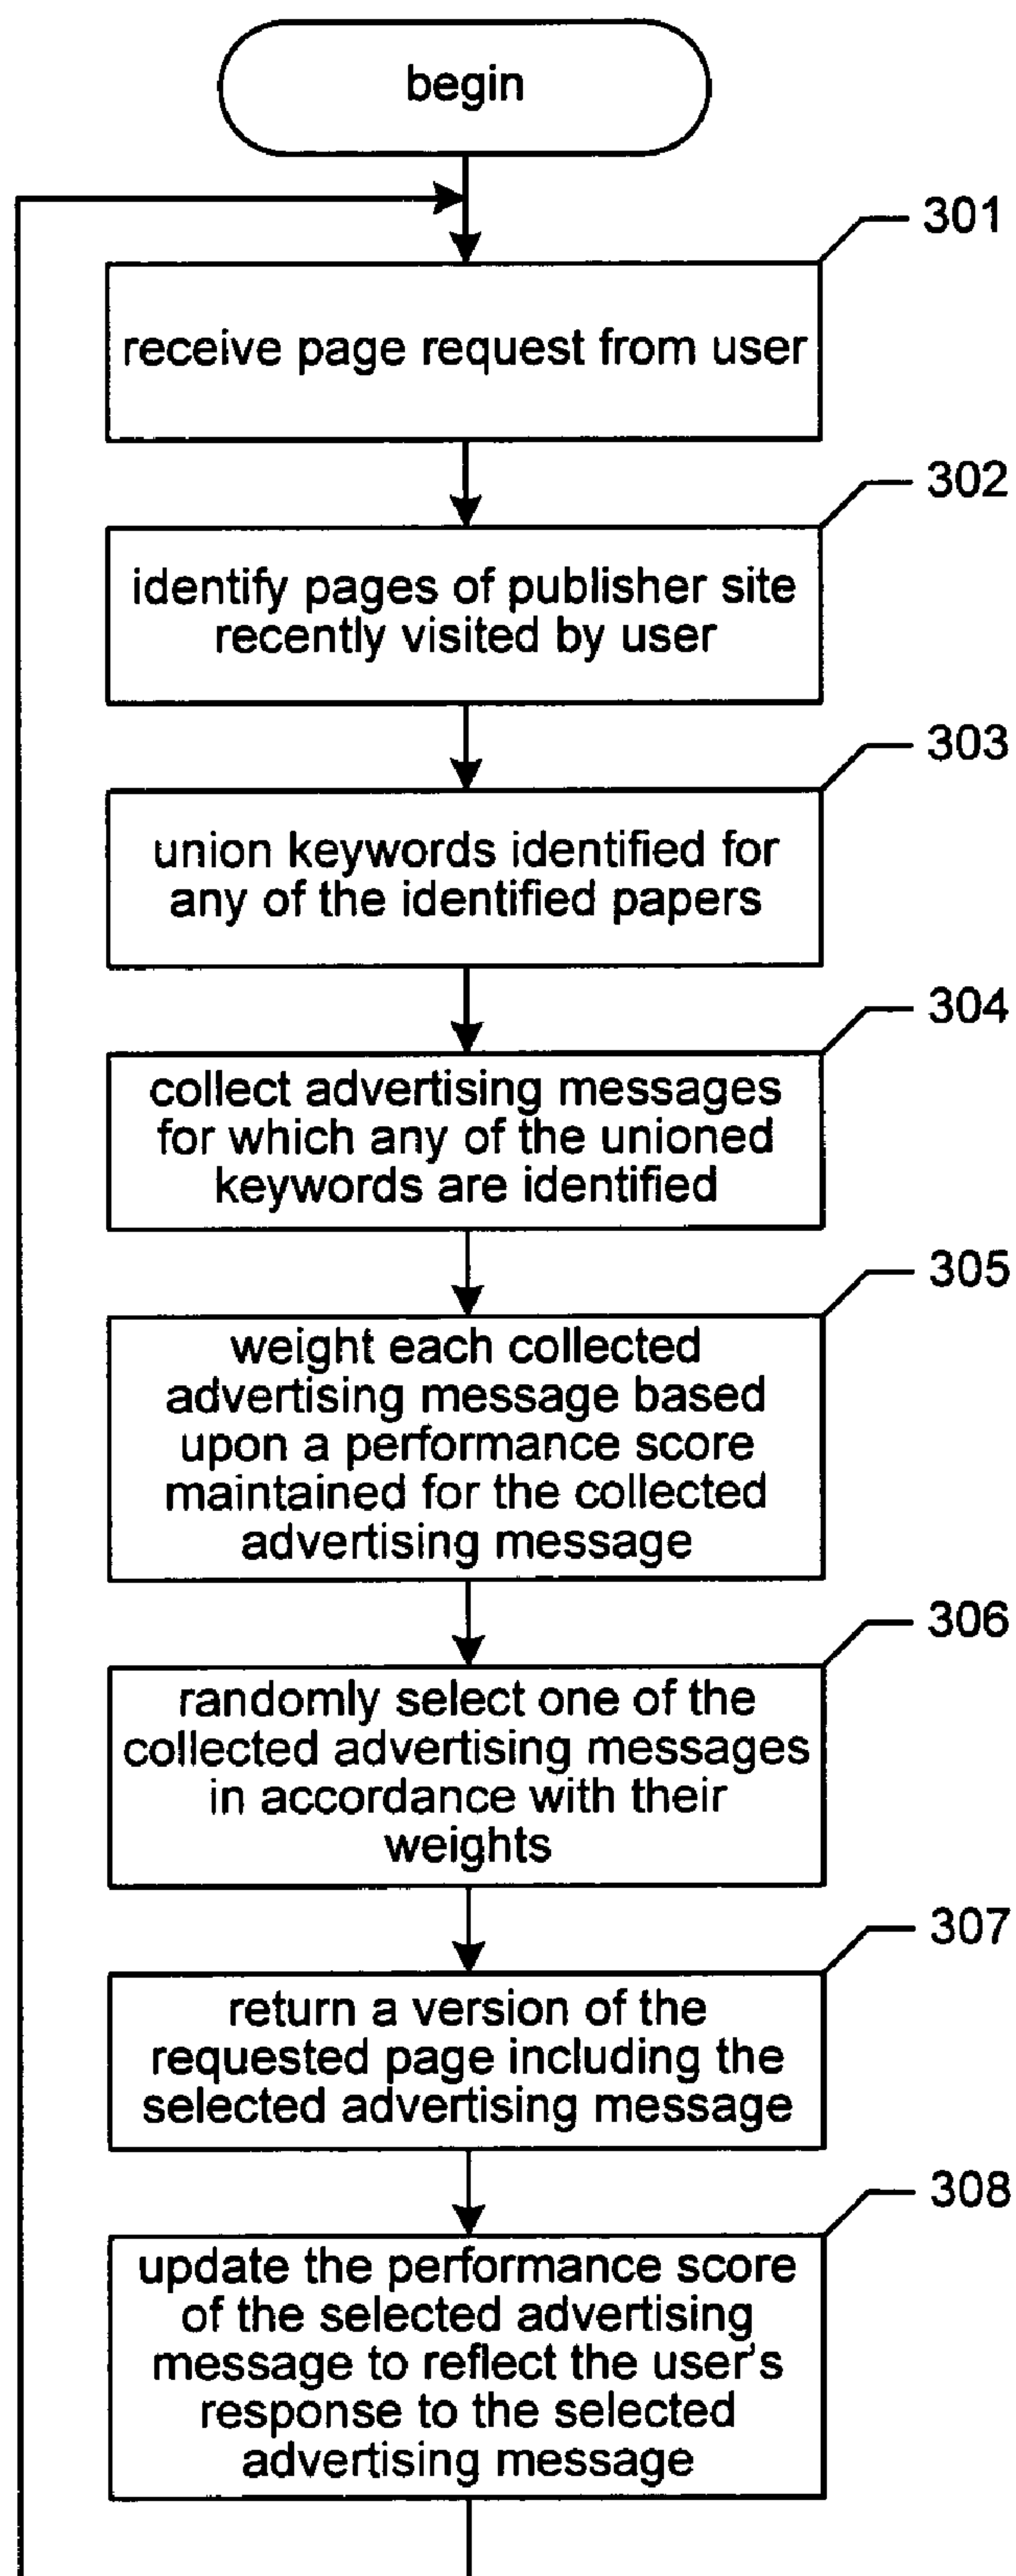 begin
301
receive page request from user
302
identify pages of publisher site
recently visited by user
303
union keywords identified for
any of the identified papers
304
collect advertising messages
for which any of the unioned
keywords are identified
305
weight each collected
advertising message based
upon a performance score
maintained for the collected
advertising message
306
randomly select one of the
collected advertising messages
in accordance with their
weights
307
return a version of the
requested page including the
selected advertising message
308
update the performance score
of the selected advertising
message to reflect the user's
response to the selected
advertising message